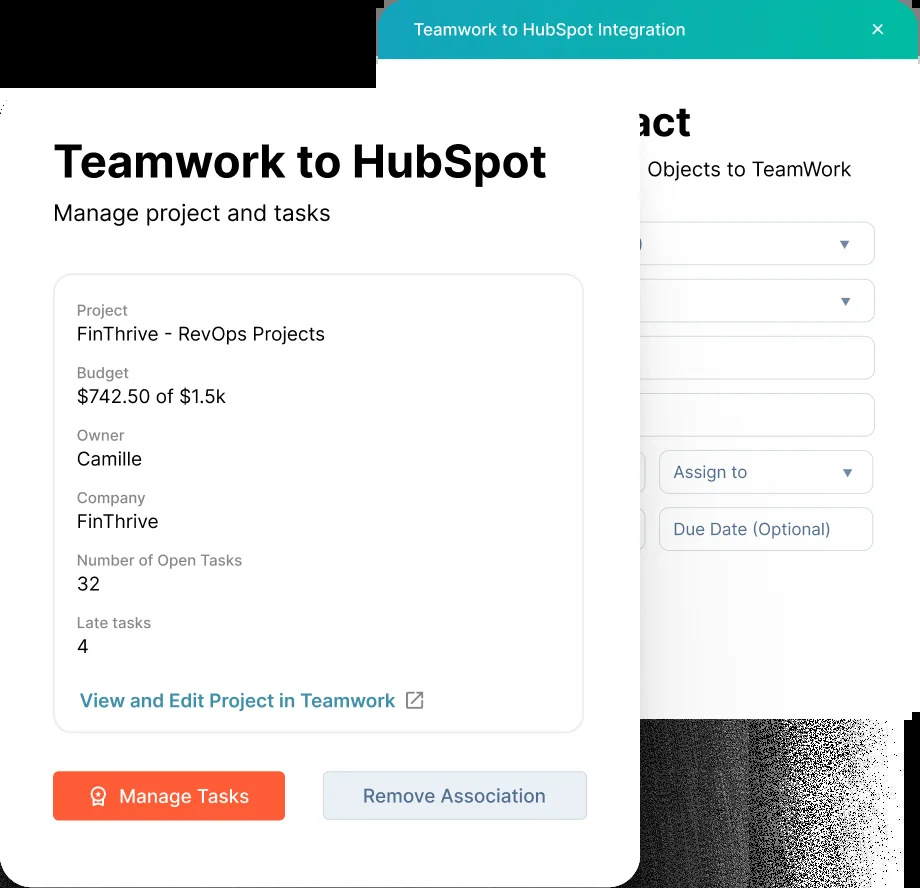 Teamwork to HubSpot Integration
Teamwork to HubSpot
Manage project and tasks
Project
FinThrive - RevOps Projects
Budget
$742.50 of $1.5k
Owner
Camille
Company
FinThrive
Number of Open Tasks
32
Late tasks
4
View and Edit Project in Teamwork
Manage Tasks
Remove Association
Objects to TeamWork
Assign to
Due Date (Optional)